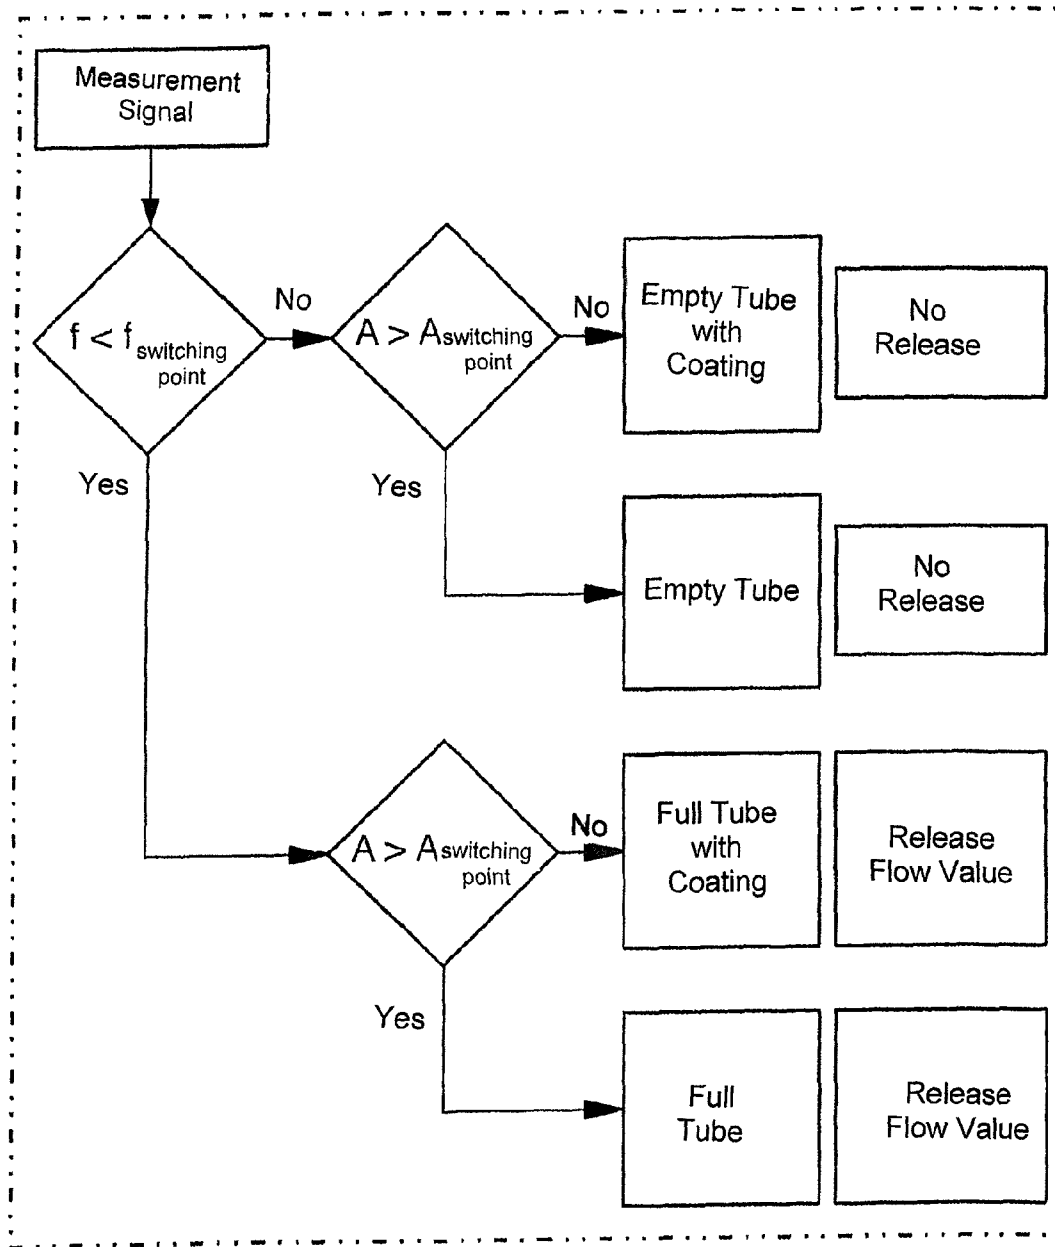 Measurement
Signal
f < f switching
point
No
A > A switching
point
No
Empty Tube
with
Coating
No
Release
Yes
Yes
Empty Tube
No
Release
A > A switching
point
No
Full Tube
with
Coating
Release
Flow Value
Yes
Full
Tube
Release
Flow Value